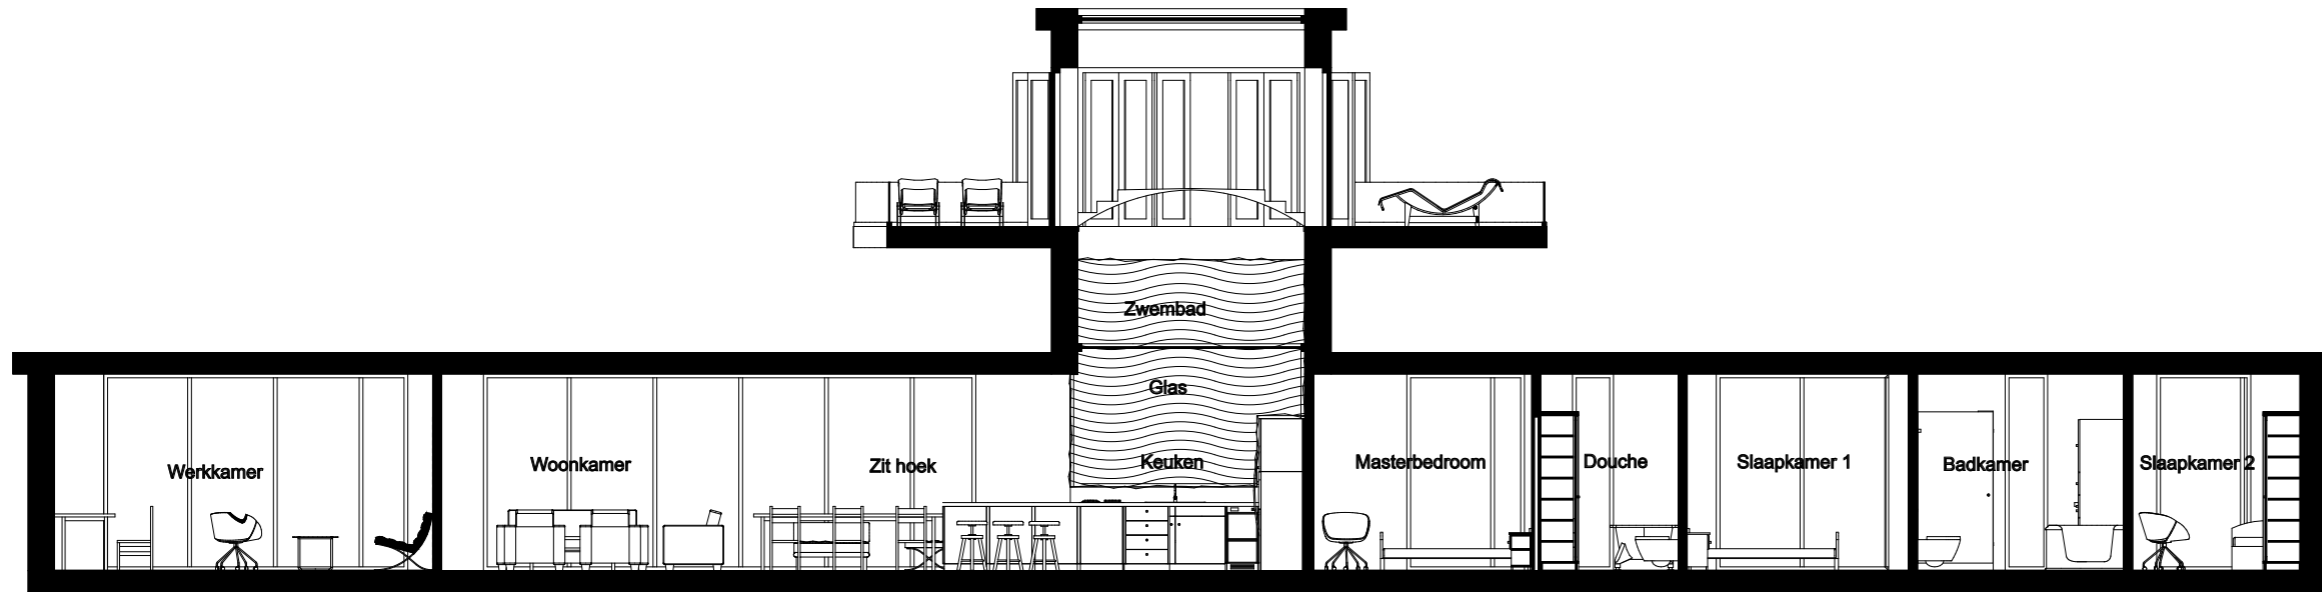 Zwembad
Glas
Werkkamer
Woonkamer
Zit hoek
Keuken
Masterbedroom
Douche
Slaapkamer 1
Badkamer
Slaapkamer 2